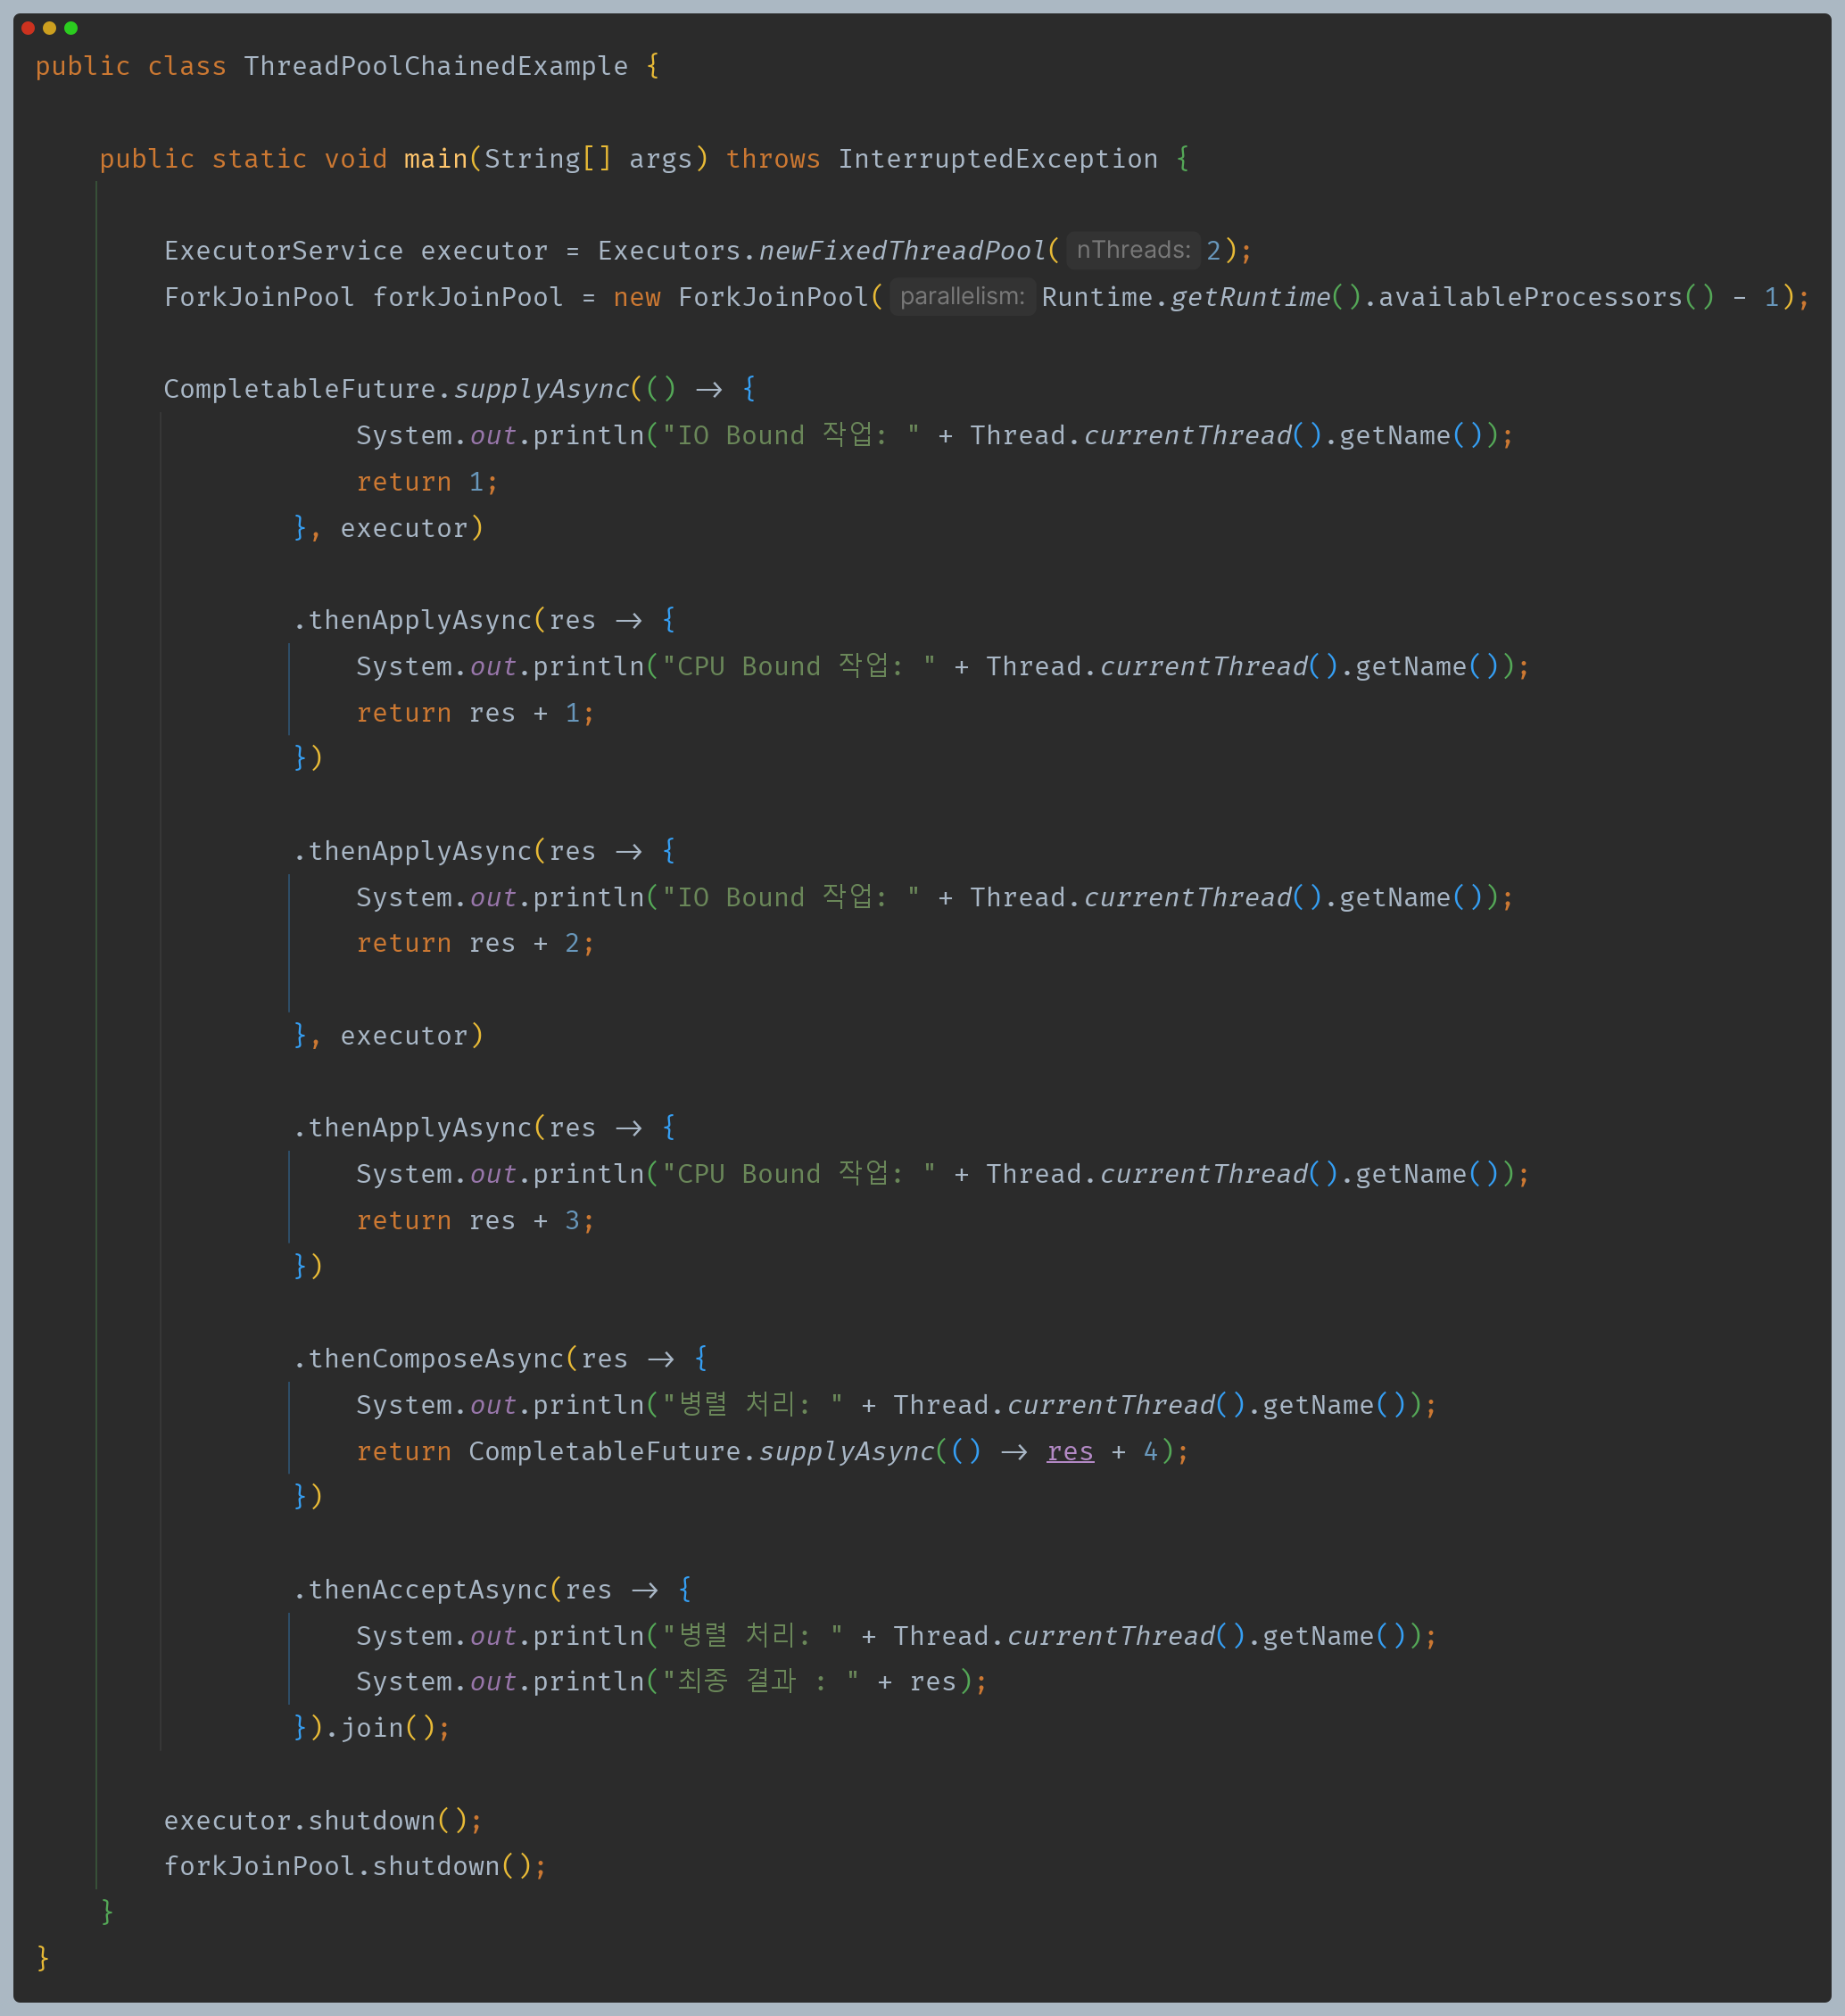 public class ThreadPoolChainedExample {
public static void main(String[] args) throws InterruptedException {
ExecutorService executor = Executors.newFixedThreadPool( nThreads: 2);
ForkJoinPool forkJoinPool = new ForkJoinPool( parallelism: Runtime.getRuntime().availableProcessors() - 1);
CompletableFuture.supplyAsync(() -> {
System.out.println("IO Bound 작업: " + Thread.currentThread().getName());
return 1;
}, executor)
.thenApplyAsync(res -> {
System.out.println("CPU Bound 작업: " + Thread.currentThread().getName());
return res + 1;
})
.thenApplyAsync(res -> {
System.out.println("IO Bound 작업: " + Thread.currentThread().getName());
return res + 2;
}, executor)
.thenApplyAsync(res -> {
System.out.println("CPU Bound 작업: " + Thread.currentThread().getName());
return res + 3;
})
.thenComposeAsync(res -> {
System.out.println("병렬 처리: " + Thread.currentThread().getName());
return CompletableFuture.supplyAsync(() -> res + 4);
})
.thenAcceptAsync(res -> {
System.out.println("병렬 처리: " + Thread.currentThread().getName());
System.out.println("최종 결과 : " + res);
}).join();
executor.shutdown();
forkJoinPool.shutdown();
}
}